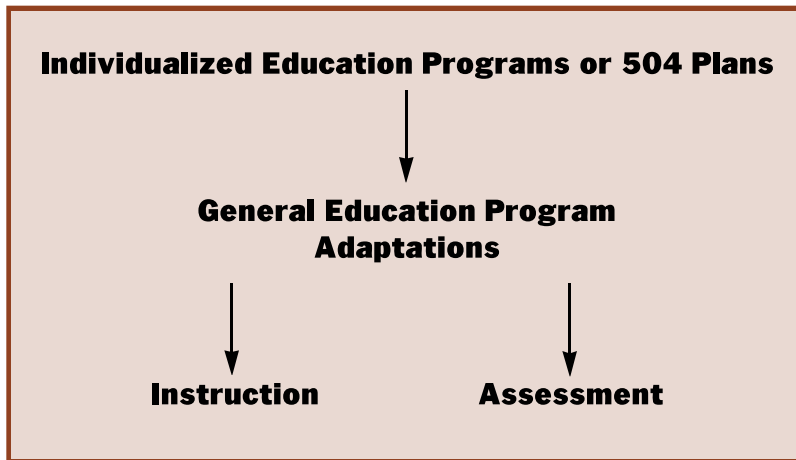 Individualized Education Programs or 504 Plans
General Education Program
Adaptations
Instruction
Assessment